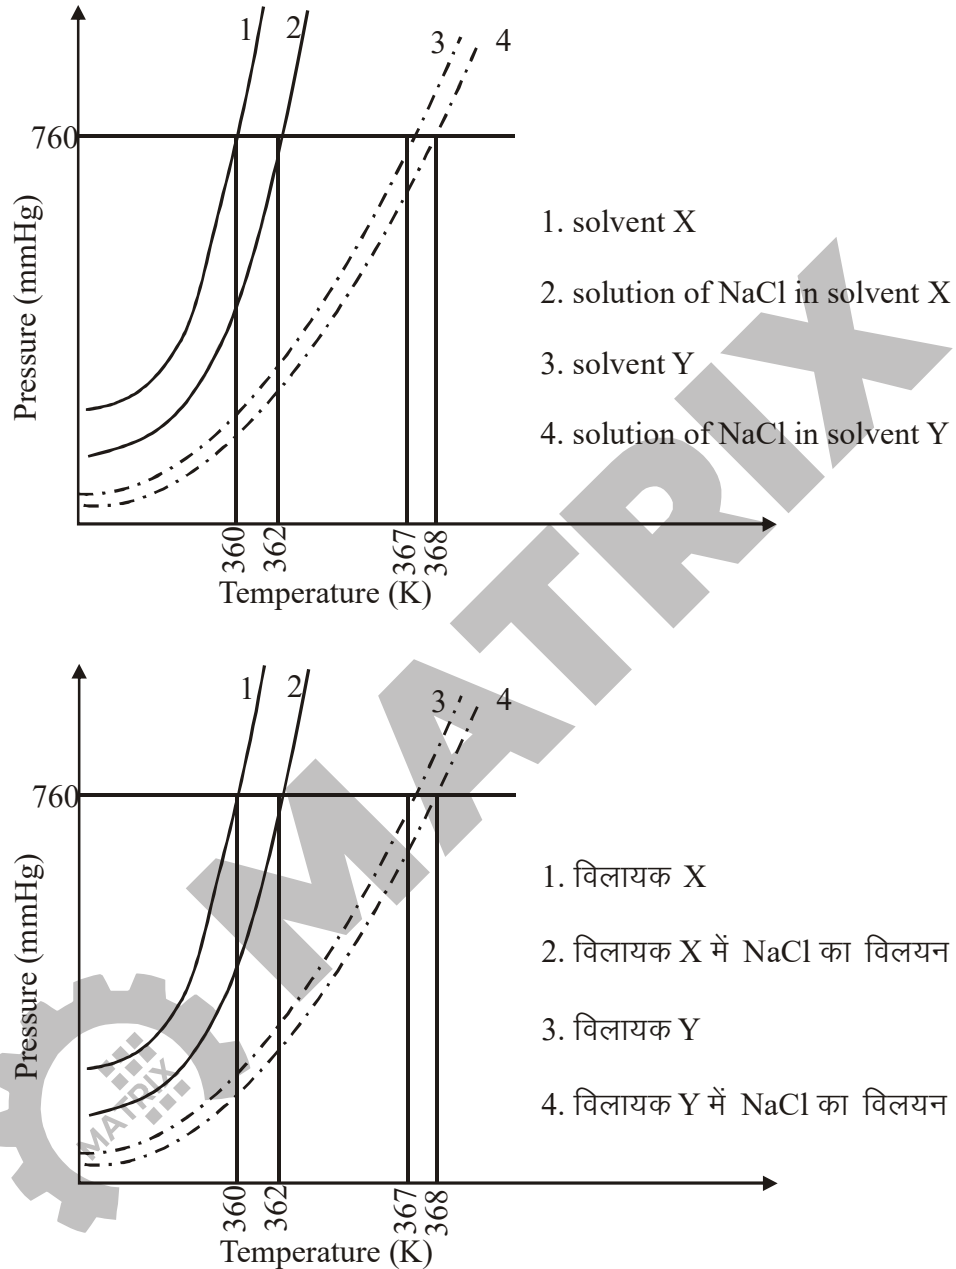 1 2 3 4
760
Pressure (mmHg)
1. solvent X
2. solution of NaCl in solvent X
3. solvent Y
4. solution of NaCl in solvent Y
360 362 367 368
Temperature (K)
MATRIX
1 2 3 4
760
Pressure (mmHg)
1. विलायक X
2. विलायक X में NaCl का विलयन
3. विलायक Y
4. विलायक Y में NaCl का विलयन
MATRIX
360 362 367 368
Temperature (K)